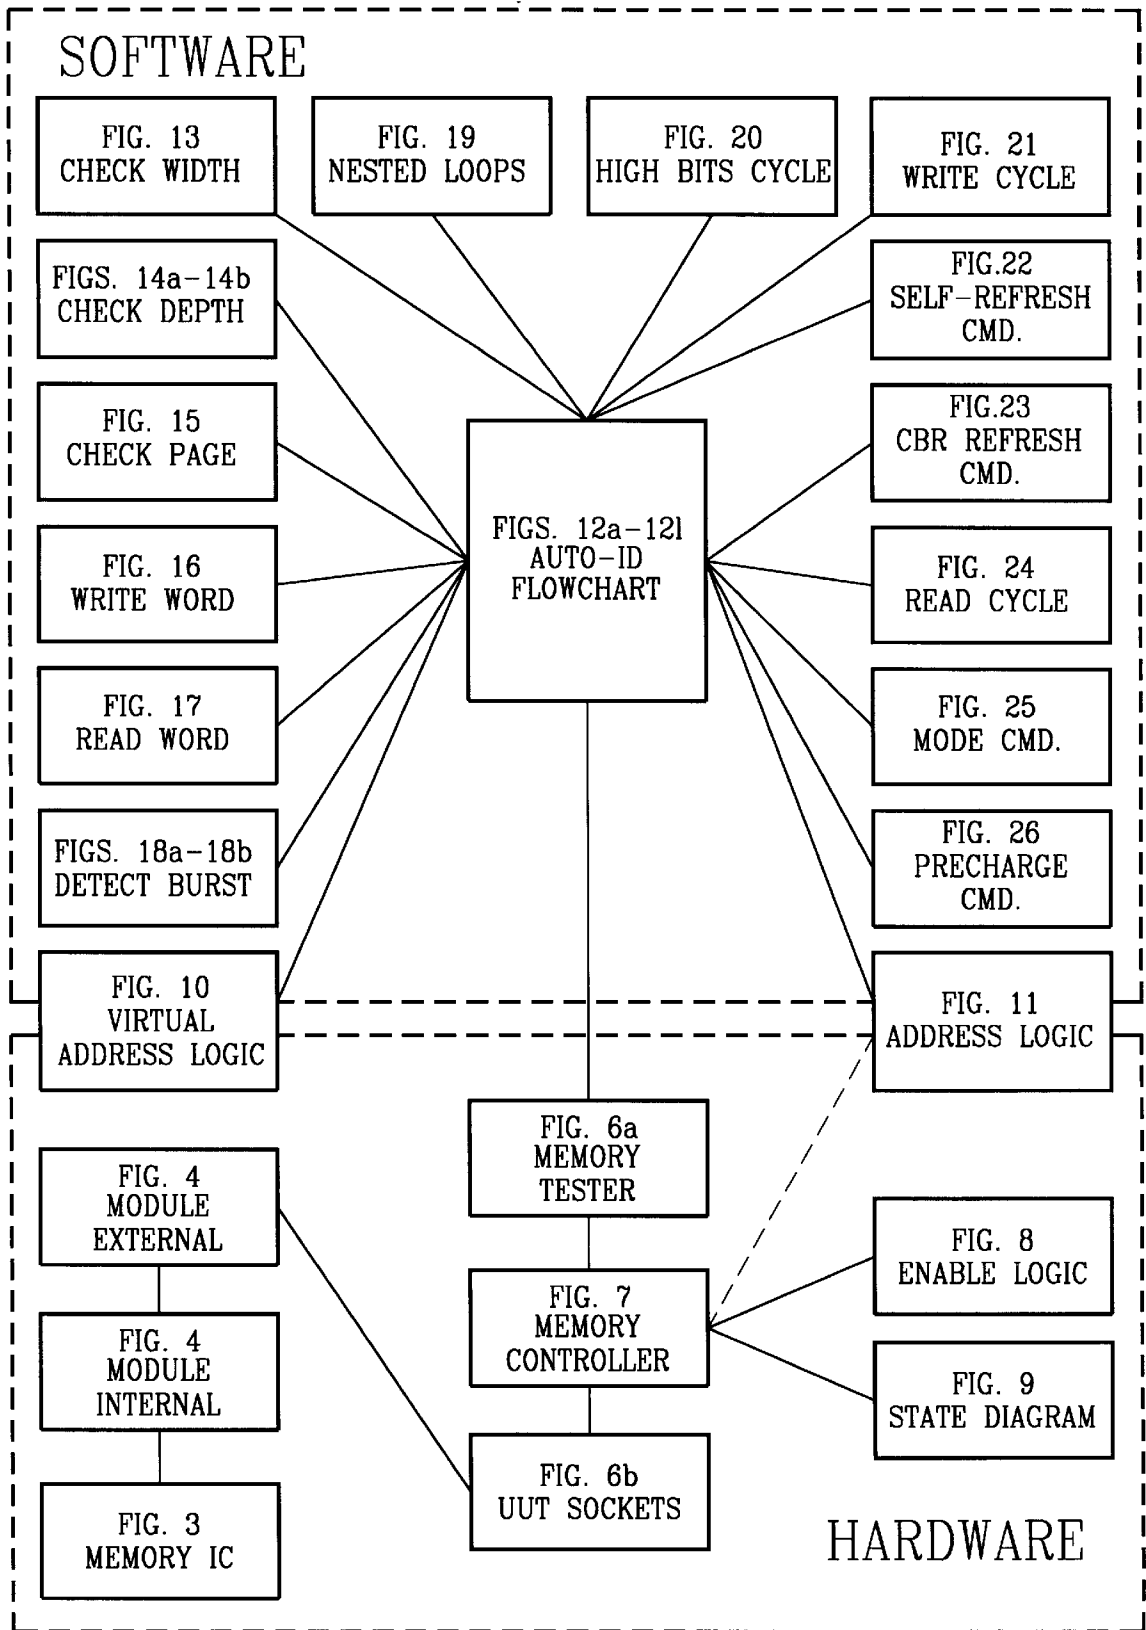 SOFTWARE
FIG. 13
CHECK WIDTH
FIG. 19
NESTED LOOPS
FIG. 20
HIGH BITS CYCLE
FIG. 21
WRITE CYCLE
FIGS. 14a-14b
CHECK DEPTH
FIG.22
SELF-REFRESH
CMD.
FIG. 15
CHECK PAGE
FIG.23
CBR REFRESH
CMD.
FIGS. 12a-12l
AUTO-ID
FLOWCHART
FIG. 16
WRITE WORD
FIG. 24
READ CYCLE
FIG. 17
READ WORD
FIG. 25
MODE CMD.
FIGS. 18a-18b
DETECT BURST
FIG. 26
PRECHARGE
CMD.
FIG. 10
VIRTUAL
ADDRESS LOGIC
FIG. 11
ADDRESS LOGIC
FIG. 6a
MEMORY
TESTER
FIG. 4
MODULE
EXTERNAL
FIG. 8
ENABLE LOGIC
FIG. 7
MEMORY
CONTROLLER
FIG. 4
MODULE
INTERNAL
FIG. 9
STATE DIAGRAM
FIG. 6b
UUT SOCKETS
FIG. 3
MEMORY IC
HARDWARE